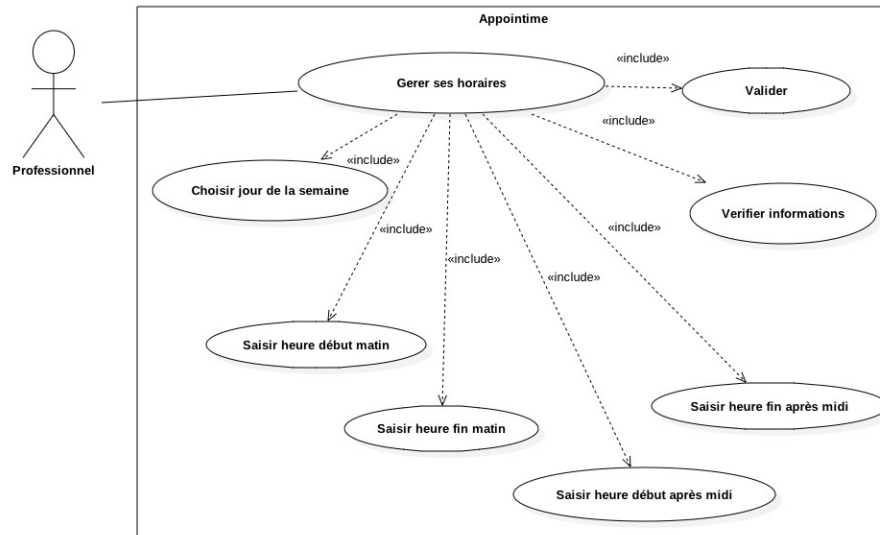 Appointime
«include»
Gerer ses horaires
Valider
«include»
Professionnel
«include»
Choisir jour de la semaine
Verifier informations
«include»
«include»
«include»
«include»
Saisir heure début matin
Saisir heure fin après midi
Saisir heure fin matin
Saisir heure début après midi